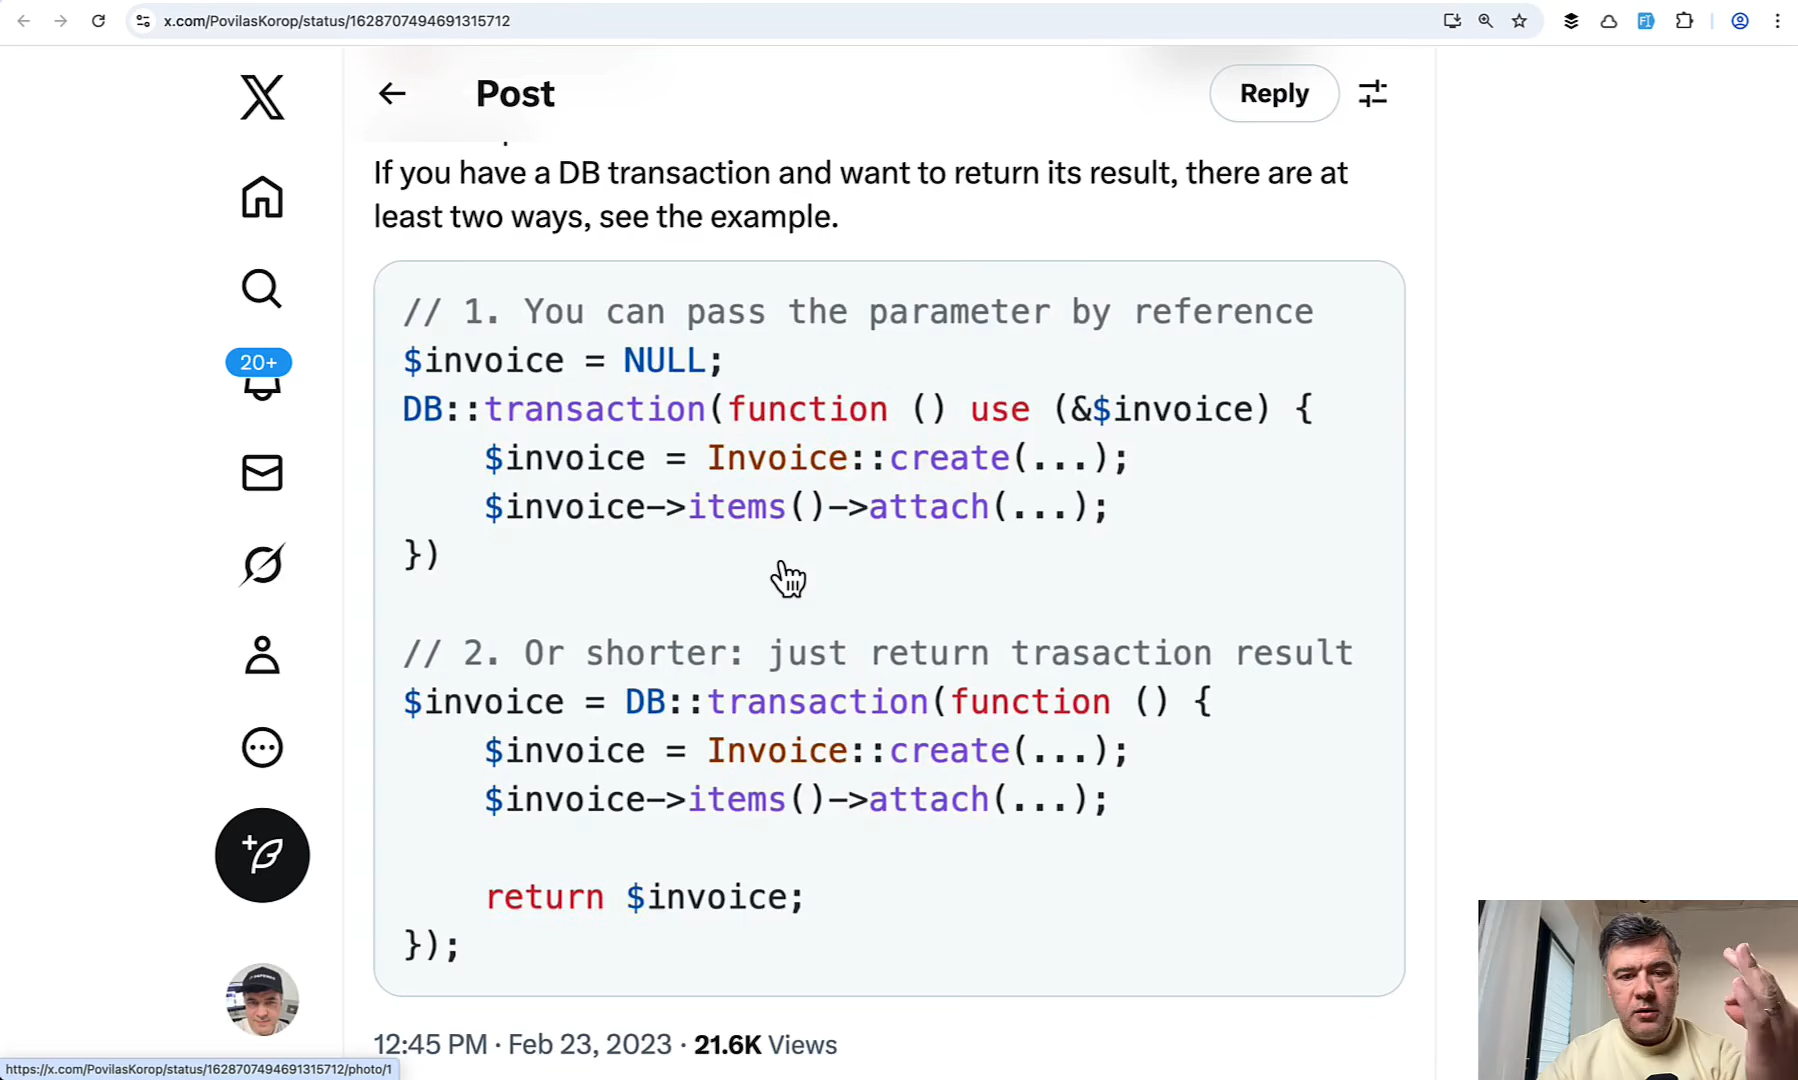 x.com/PovilasKorop/status/1628707494691315712
Post
Reply
If you have a DB transaction and want to return its result, there are at
least two ways, see the example.
20+
// 1. You can pass the parameter by reference
$invoice = NULL;
DB::transaction(function () use (&$invoice) {
    $invoice = Invoice::create(...);
    $invoice->items()->attach(...);
})
// 2. Or shorter: just return trasaction result
$invoice = DB::transaction(function () {
    $invoice = Invoice::create(...);
    $invoice->items()->attach(...);
    return $invoice;
});
12:45 PM · Feb 23, 2023 · 21.6K Views
https://x.com/PovilasKorop/status/1628707494691315712/photo/1